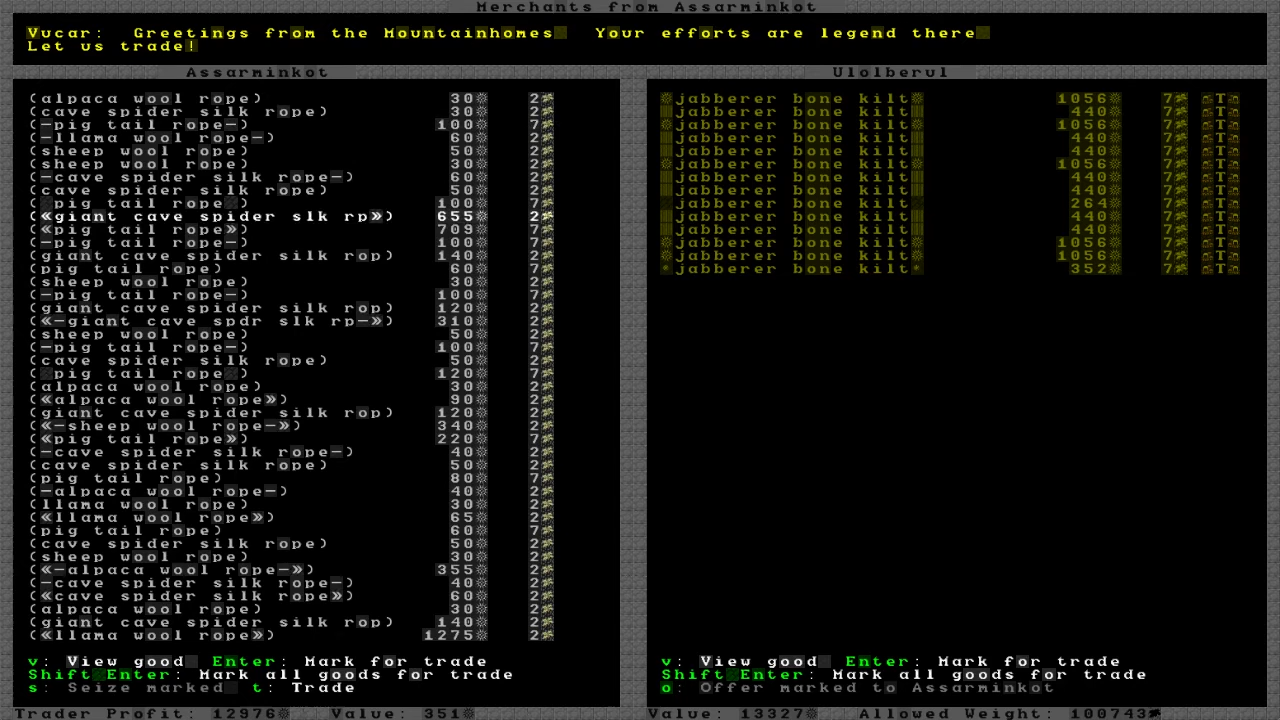 Merchants from Assarminkot
Vucar: Greetings from the Mountainhomes. Your efforts are legend there.
Let us trade!
Assarminkot
(alpaca wool rope) 30☼ 2
(cave spider silk rope) 30☼ 2
(-pig tail rope-) 100☼ 7
(-llama wool rope-) 60☼ 2
(sheep wool rope) 50☼ 2
(sheep wool rope) 30☼ 2
(-cave spider silk rope-) 60☼ 2
(cave spider silk rope) 50☼ 2
(pig tail rope) 100☼ 7
(«giant cave spider slk rp») 655☼ 2
(«pig tail rope») 709☼ 7
(-pig tail rope-) 100☼ 7
(giant cave spider silk rop) 140☼ 2
(pig tail rope) 60☼ 7
(sheep wool rope) 30☼ 2
(-pig tail rope-) 100☼ 7
(giant cave spider silk rop) 120☼ 2
(«-giant cave spdr slk rp-») 310☼ 2
(sheep wool rope) 50☼ 2
(-pig tail rope-) 100☼ 7
(cave spider silk rope) 50☼ 2
(pig tail rope) 120☼ 7
(alpaca wool rope) 30☼ 2
(«alpaca wool rope») 90☼ 2
(giant cave spider silk rop) 120☼ 2
(«-sheep wool rope-») 340☼ 2
(«pig tail rope») 220☼ 7
(-cave spider silk rope-) 40☼ 2
(cave spider silk rope) 50☼ 2
(pig tail rope) 80☼ 7
(-alpaca wool rope-) 40☼ 2
(llama wool rope) 30☼ 2
(«llama wool rope») 65☼ 2
(pig tail rope) 60☼ 7
(cave spider silk rope) 50☼ 2
(sheep wool rope) 30☼ 2
(«-alpaca wool rope-») 355☼ 2
(-cave spider silk rope-) 40☼ 2
(«cave spider silk rope») 60☼ 2
(alpaca wool rope) 30☼ 2
(giant cave spider silk rop) 140☼ 2
(«llama wool rope») 1275☼ 2
v: View good Enter: Mark for trade
Shift Enter: Mark all goods for trade
s: Seize marked t: Trade
Trader Profit: 12976☼ Value: 351☼
Ulolberul
☼jabberer bone kilt☼ 1056☼ 7 T
≡jabberer bone kilt≡ 440☼ 7 T
☼jabberer bone kilt☼ 1056☼ 7 T
≡jabberer bone kilt≡ 440☼ 7 T
≡jabberer bone kilt≡ 440☼ 7 T
☼jabberer bone kilt☼ 1056☼ 7 T
≡jabberer bone kilt≡ 440☼ 7 T
≡jabberer bone kilt≡ 440☼ 7 T
jabberer bone kilt 264☼ 7 T
≡jabberer bone kilt≡ 440☼ 7 T
≡jabberer bone kilt≡ 440☼ 7 T
☼jabberer bone kilt☼ 1056☼ 7 T
☼jabberer bone kilt☼ 1056☼ 7 T
*jabberer bone kilt* 352☼ 7 T
v: View good Enter: Mark for trade
Shift Enter: Mark all goods for trade
o: Offer marked to Assarminkot
Value: 13327☼ Allowed Weight: 100743